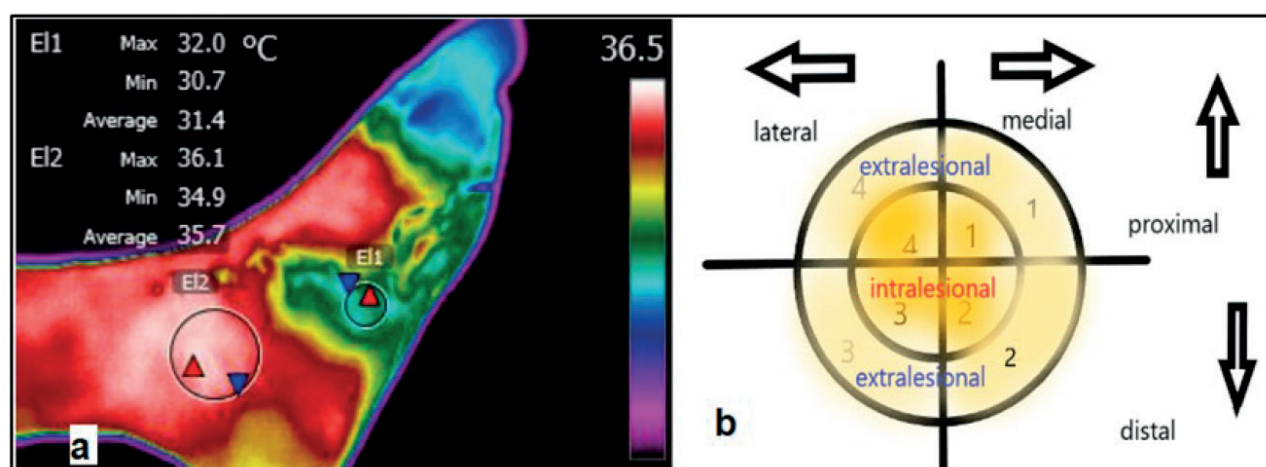 El1 Max 32.0 °C
Min 30.7
Average 31.4
El2 Max 36.1
Min 34.9
Average 35.7
36.5
El1
El2
a
lateral
medial
extralesional
4
1
proximal
4 1
intralesional
3 2
3
2
extralesional
b
distal